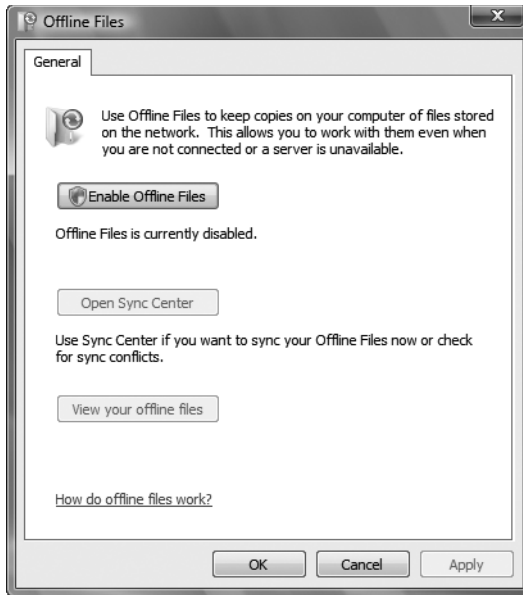 Offline Files
General
Use Offline Files to keep copies on your computer of files stored
on the network. This allows you to work with them even when
you are not connected or a server is unavailable.
Enable Offline Files
Offline Files is currently disabled.
Open Sync Center
Use Sync Center if you want to sync your Offline Files now or check
for sync conflicts.
View your offline files
How do offline files work?
OK Cancel Apply